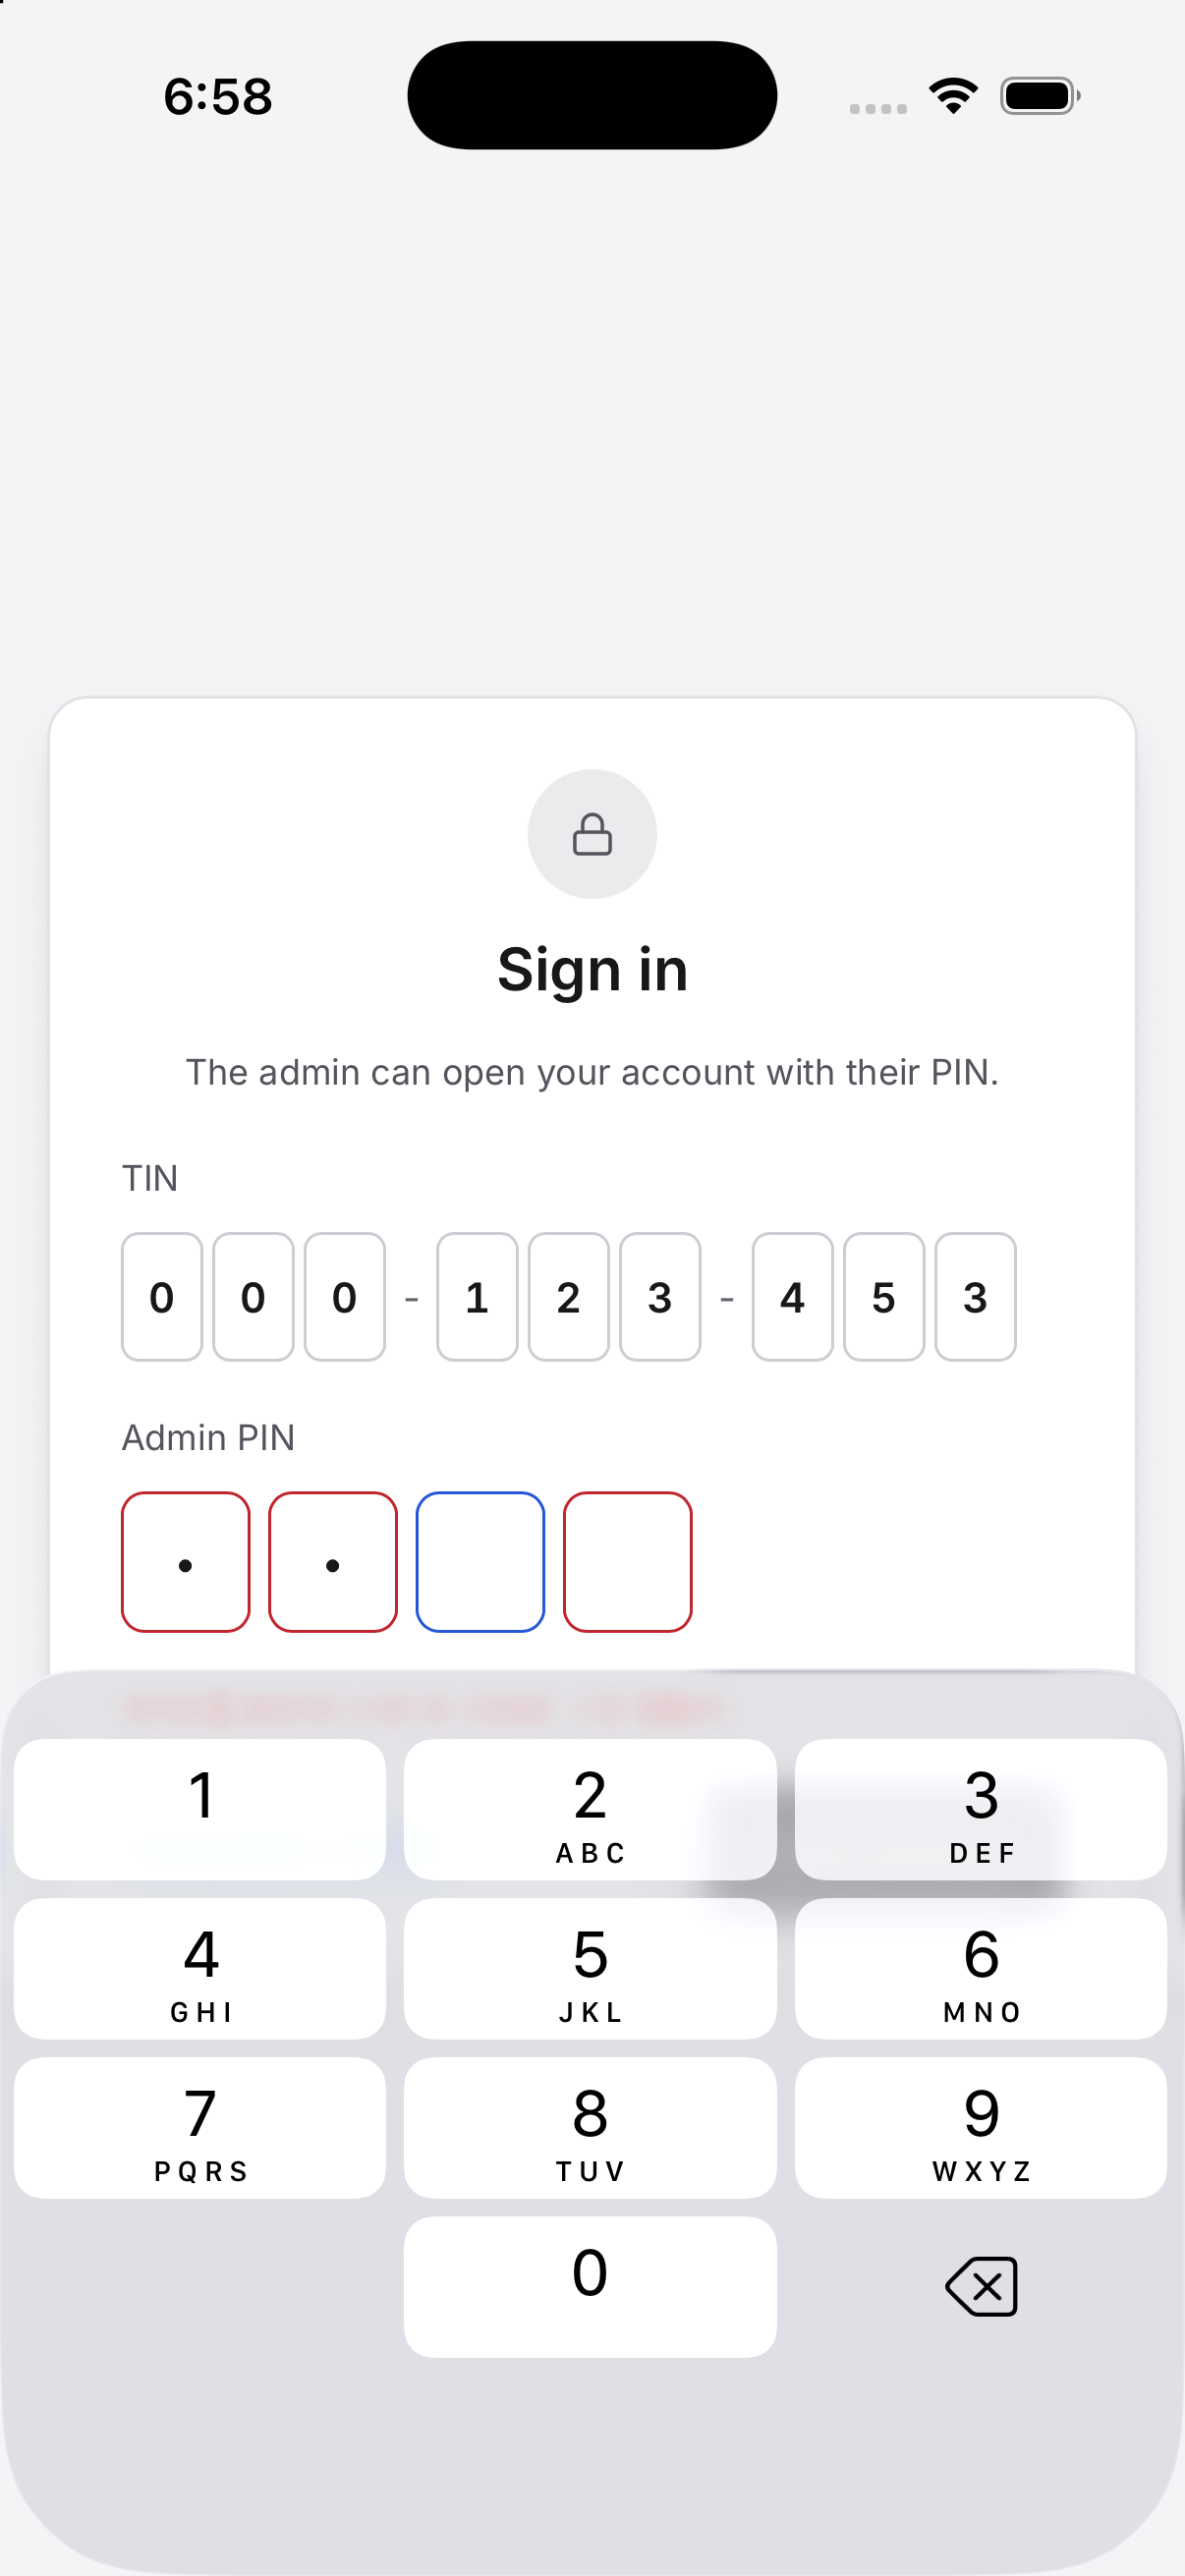 6:58
Sign in
The admin can open your account with their PIN.
TIN
0 0 0 - 1 2 3 - 4 5 3
Admin PIN
• •
1 2 3
ABC DEF
4 5 6
GHI JKL MNO
7 8 9
PQRS TUV WXYZ
0